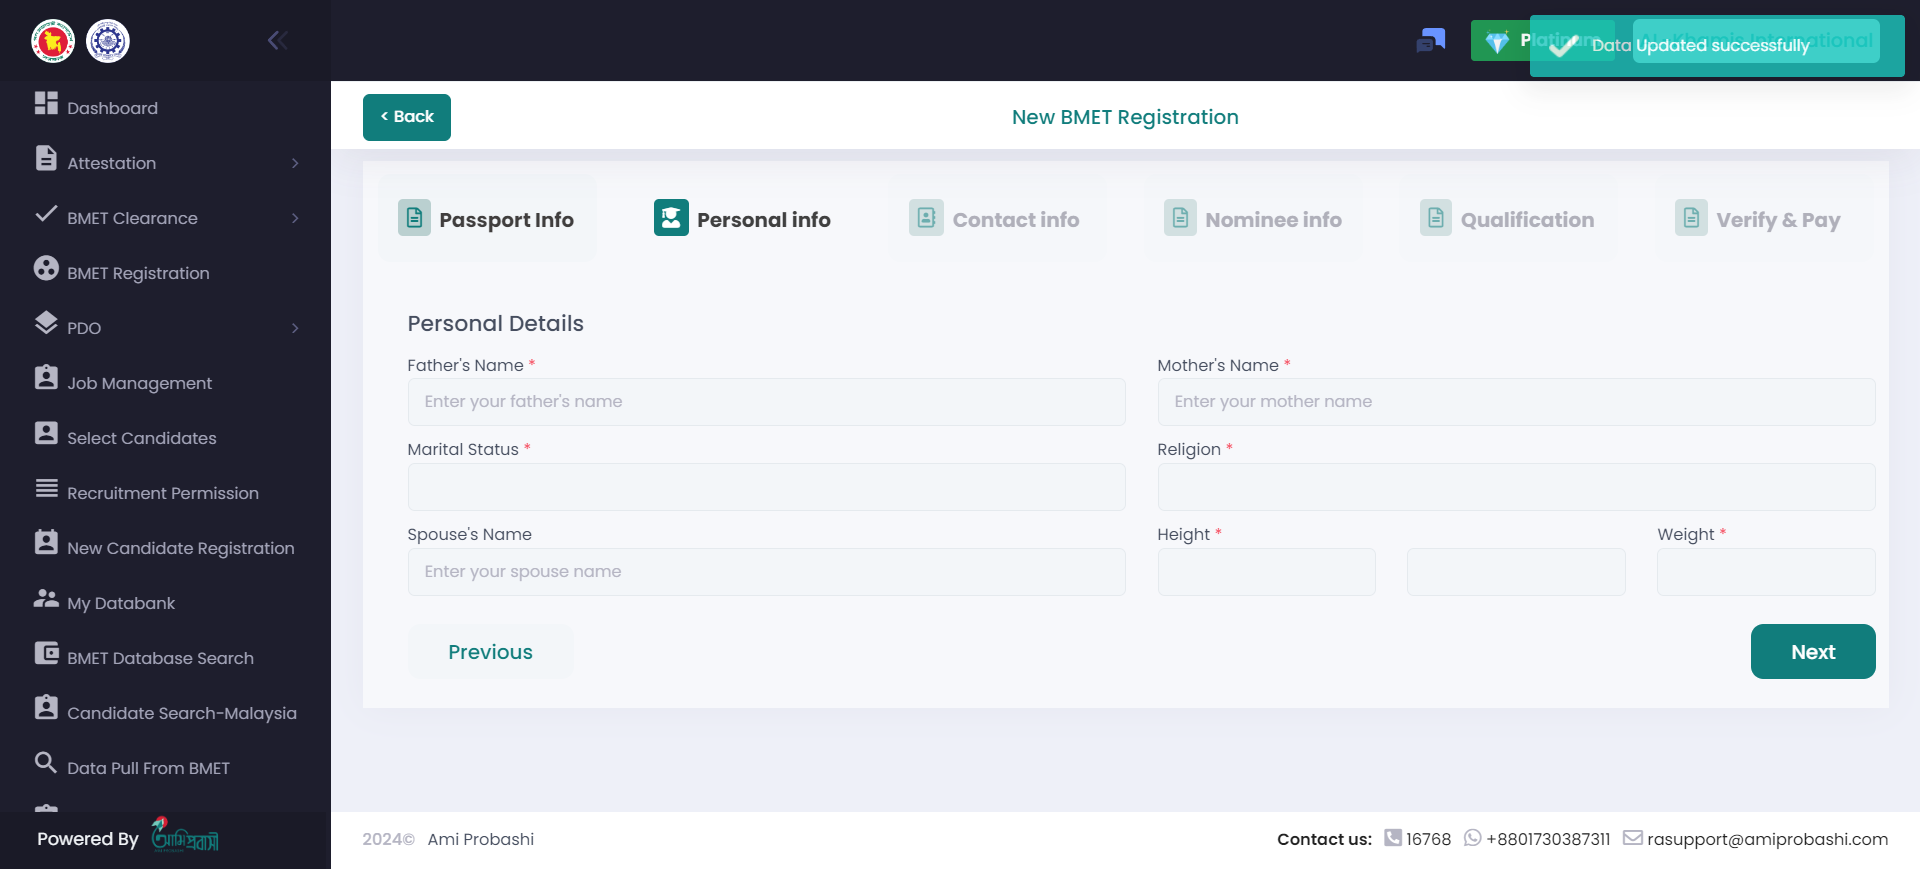 Platinum
Al - Khamis International
Data Updated successfully
Dashboard
Attestation
BMET Clearance
BMET Registration
PDO
Job Management
Select Candidates
Recruitment Permission
New Candidate Registration
My Databank
BMET Database Search
Candidate Search-Malaysia
Data Pull From BMET
Powered By আমি প্রবাসী
< Back
New BMET Registration
Passport Info
Personal info
Contact info
Nominee info
Qualification
Verify & Pay
Personal Details
Father's Name *
Mother's Name *
Enter your father's name
Enter your mother name
Marital Status *
Religion *
Spouse's Name
Height *
Weight *
Enter your spouse name
Previous
Next
2024© Ami Probashi
Contact us: 16768 +8801730387311 rasupport@amiprobashi.com